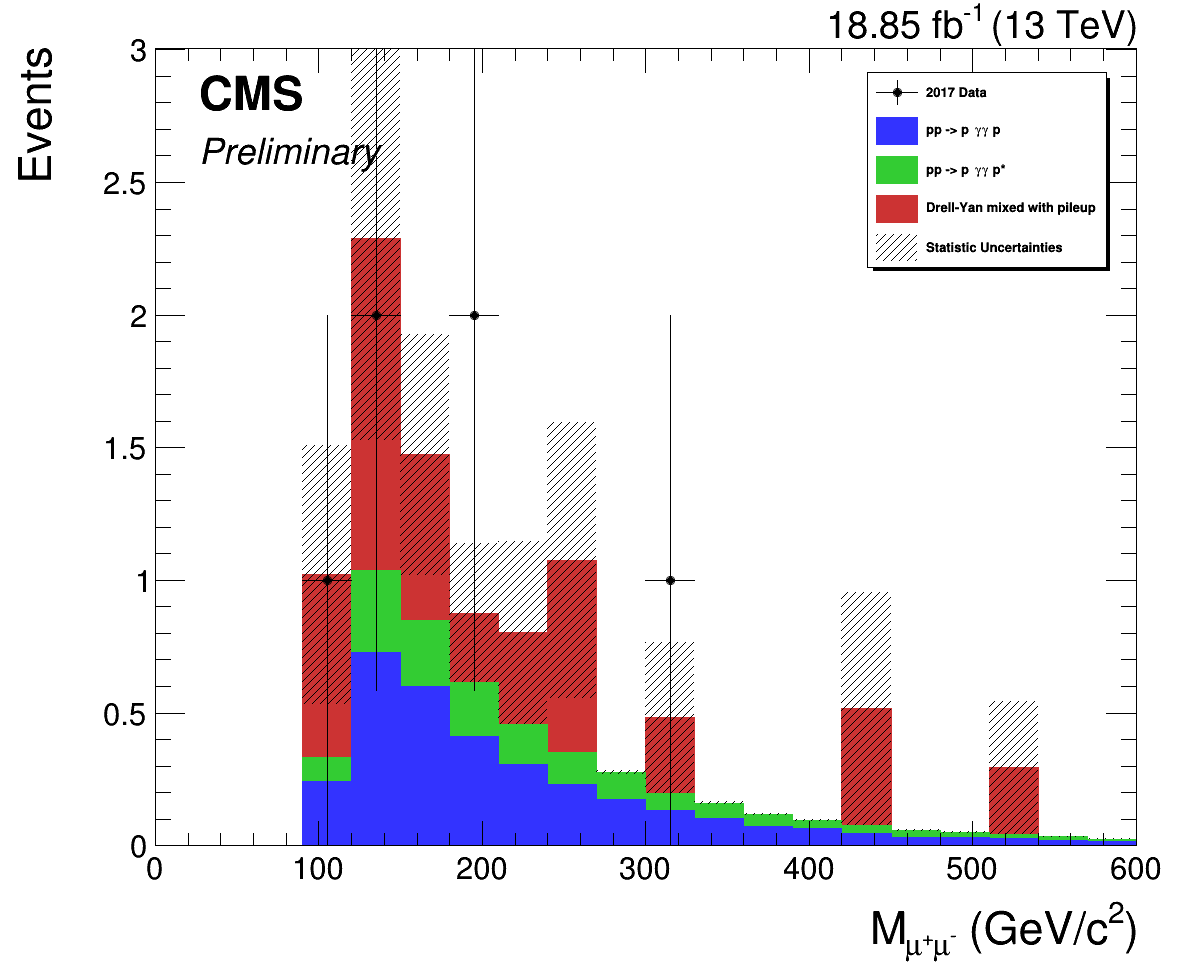 18.85 fb⁻¹ (13 TeV)
Events
CMS
Preliminary
2017 Data
pp -> p γγ p
pp -> p γγ p*
Drell-Yan mixed with pileup
Statistic Uncertainties
3
2.5
2
1.5
1
0.5
0
0 100 200 300 400 500 600
M_μ⁺μ⁻ (GeV/c²)